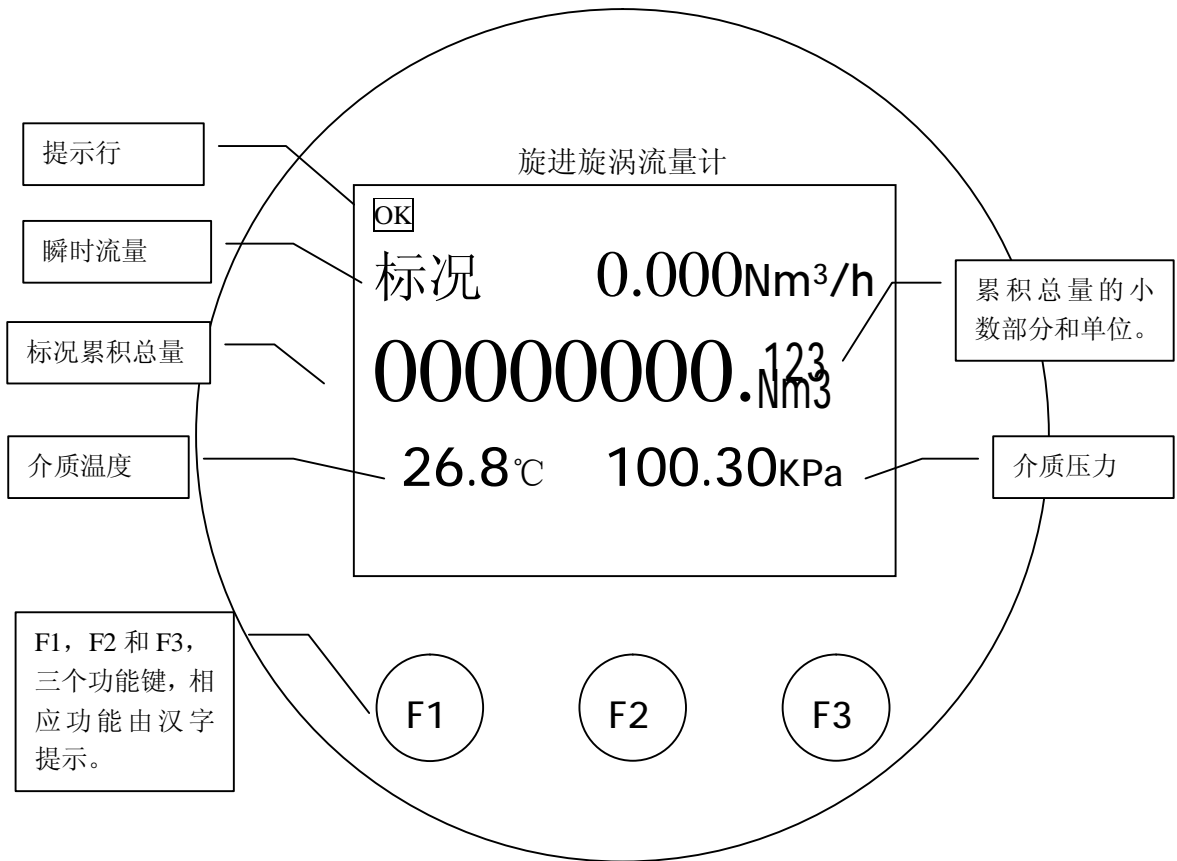 旋进旋涡流量计
提示行
OK
瞬时流量
标况 0.000Nm³/h
累积总量的小
数部分和单位。
标况累积总量
00000000.123
Nm3
介质温度
26.8℃ 100.30KPa
介质压力
F1，F2 和 F3，
三个功能键，相
应功能由汉字
提示。
F1 F2 F3